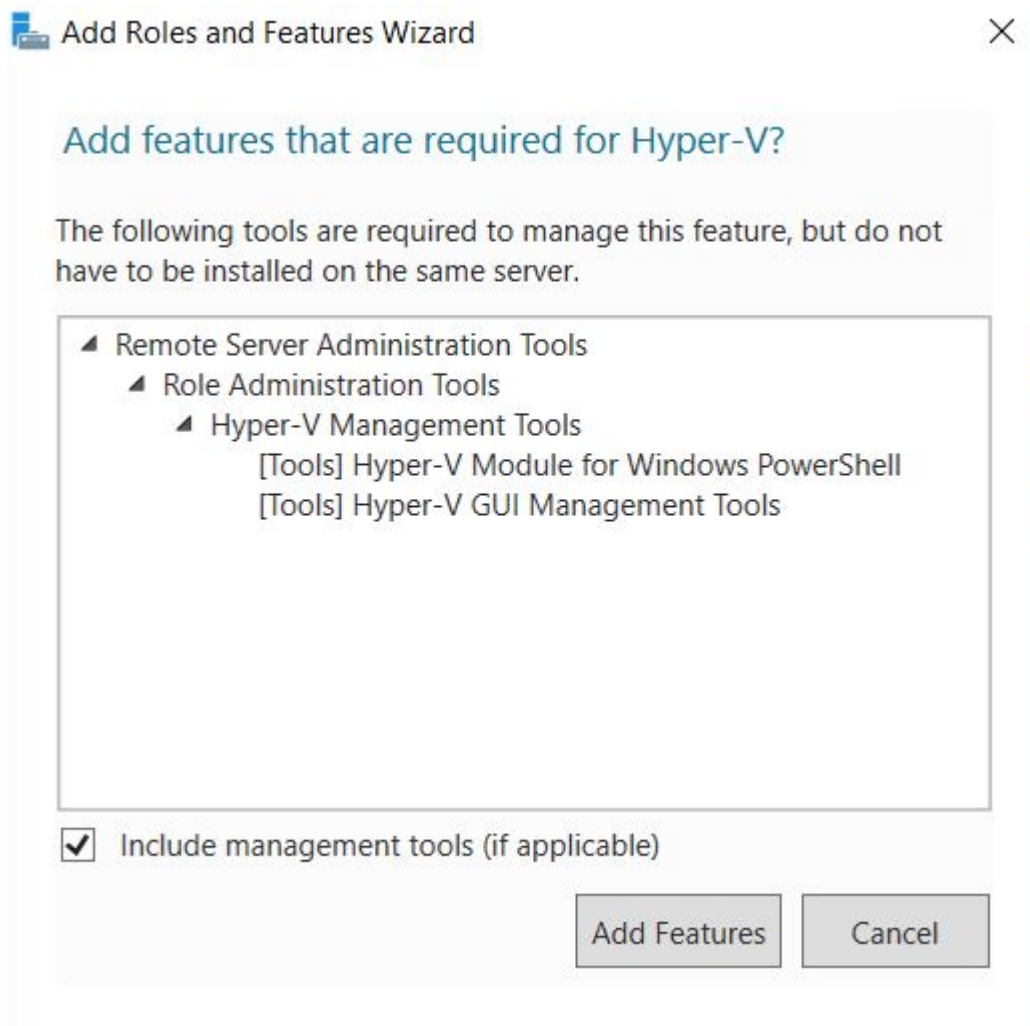 Add Roles and Features Wizard
Add features that are required for Hyper-V?
The following tools are required to manage this feature, but do not
have to be installed on the same server.
Remote Server Administration Tools
Role Administration Tools
Hyper-V Management Tools
[Tools] Hyper-V Module for Windows PowerShell
[Tools] Hyper-V GUI Management Tools
Include management tools (if applicable)
Add Features
Cancel